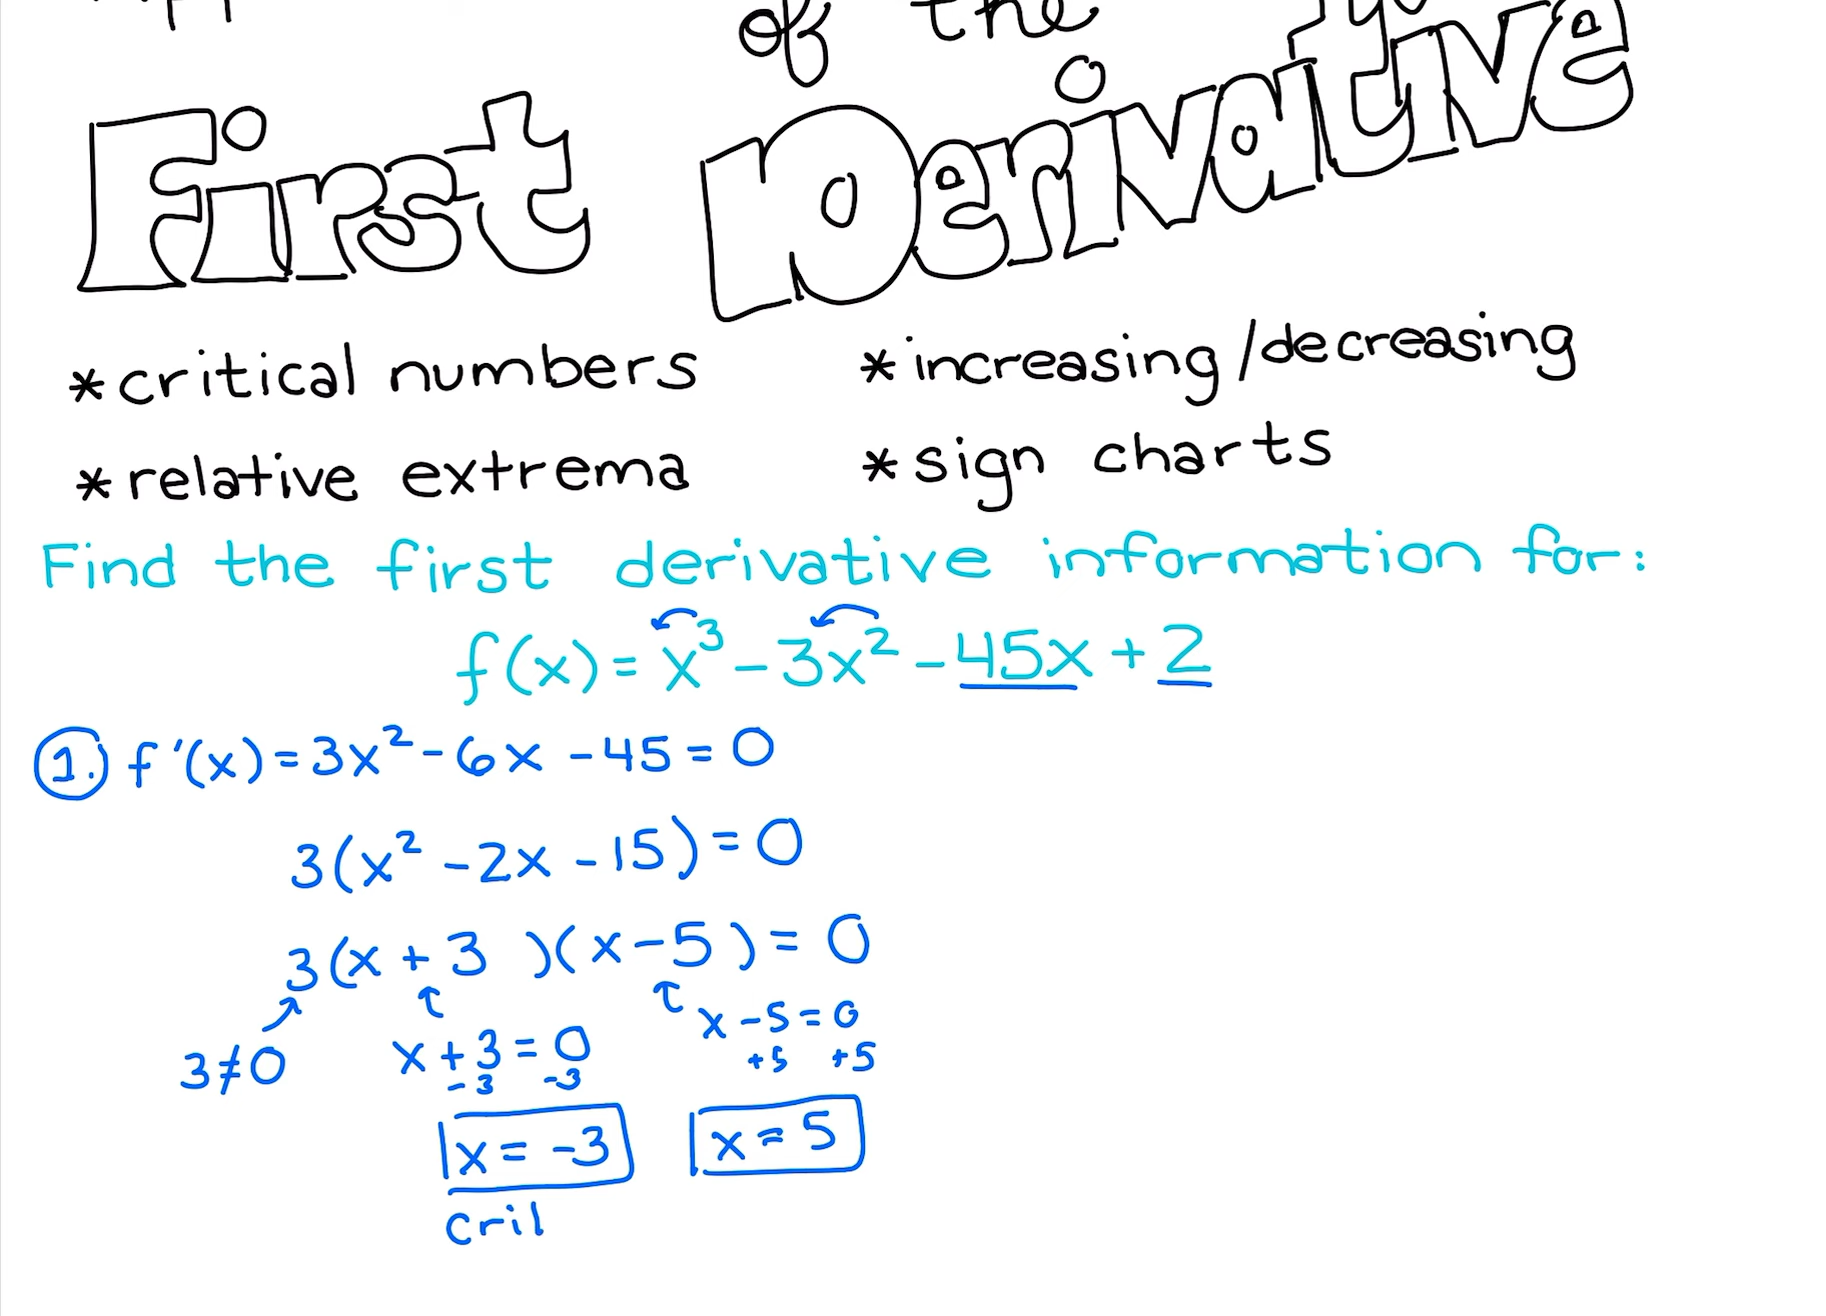 of the
First Derivative
*critical numbers *increasing/decreasing
*relative extrema *sign charts
Find the first derivative information for:
f(x) = x³ - 3x² - 45x + 2
1. f'(x) = 3x² - 6x - 45 = 0
3(x² - 2x - 15) = 0
3(x + 3 )(x - 5) = 0
x - 5 = 0
+5 +5
3≠0 x + 3 = 0
-3 -3
x = -3 x = 5
cril